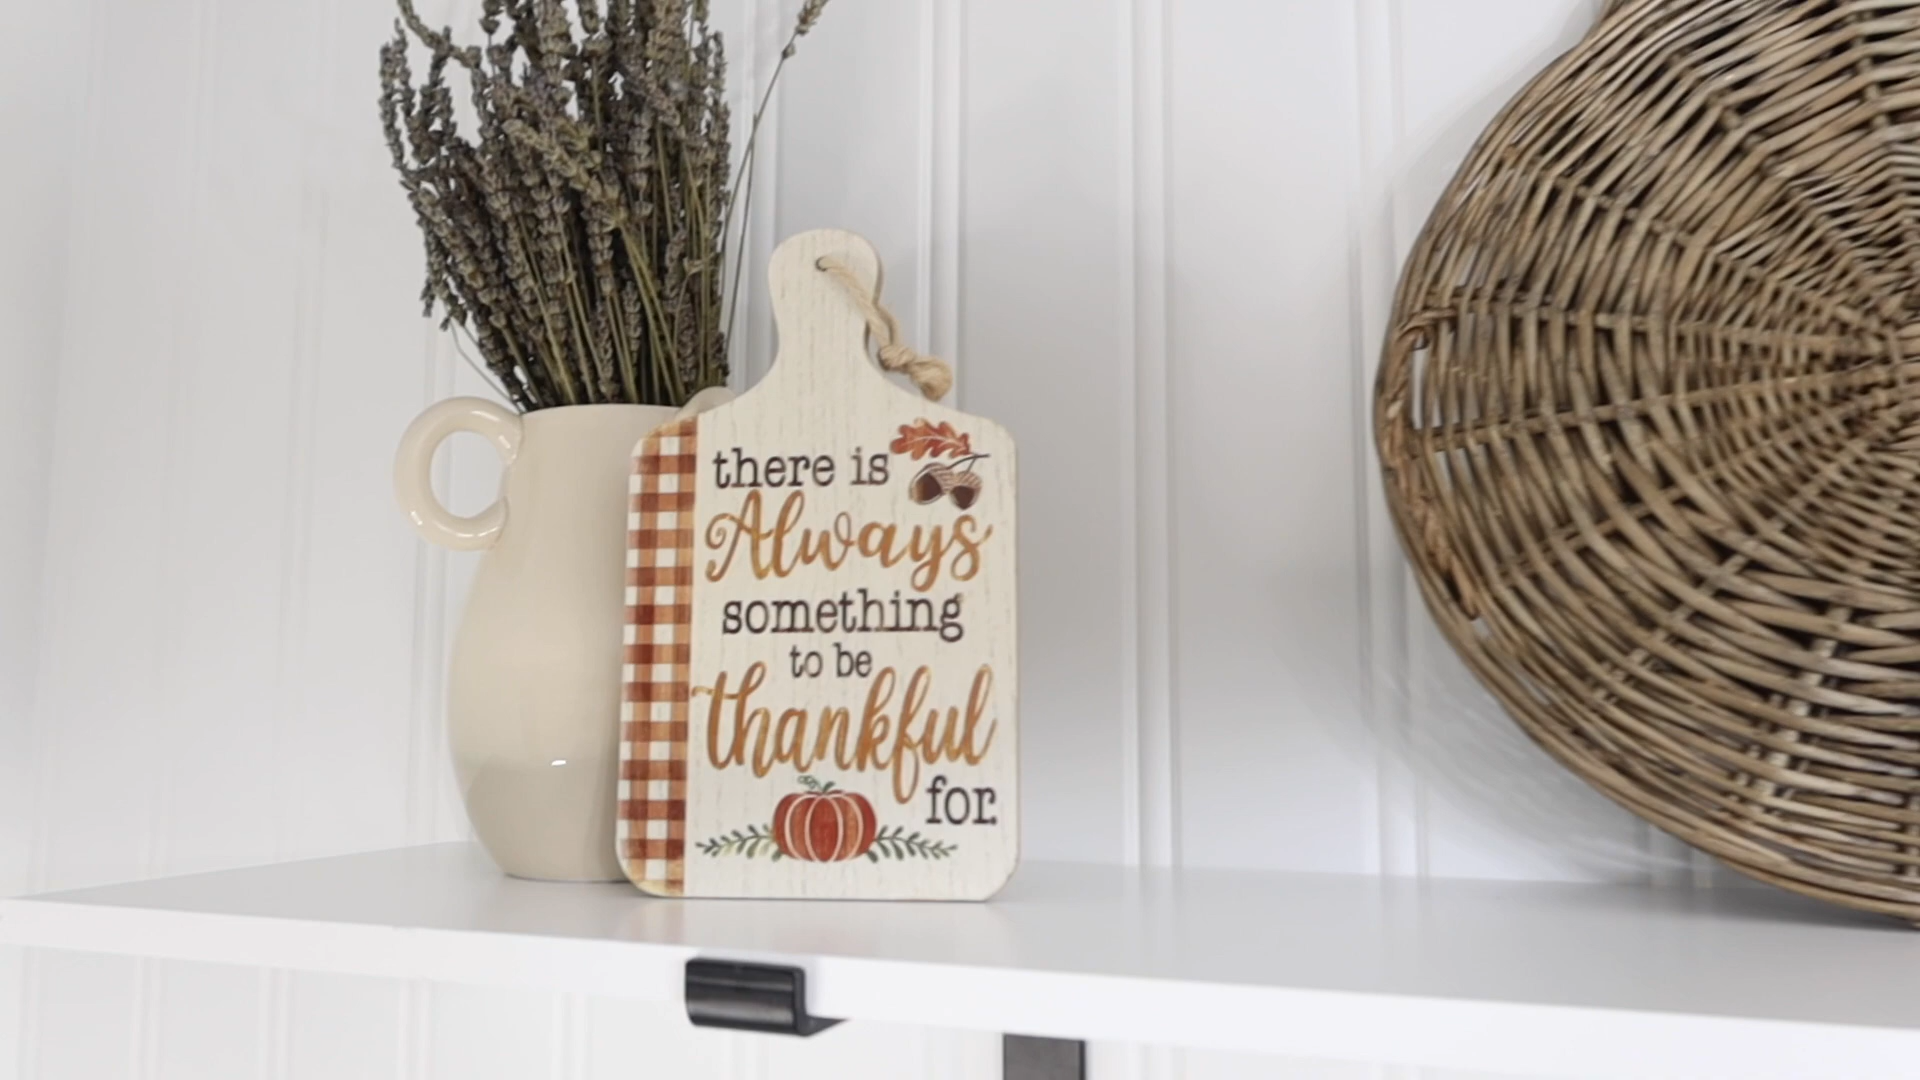 there is
Always
something
to be
thankful
for.